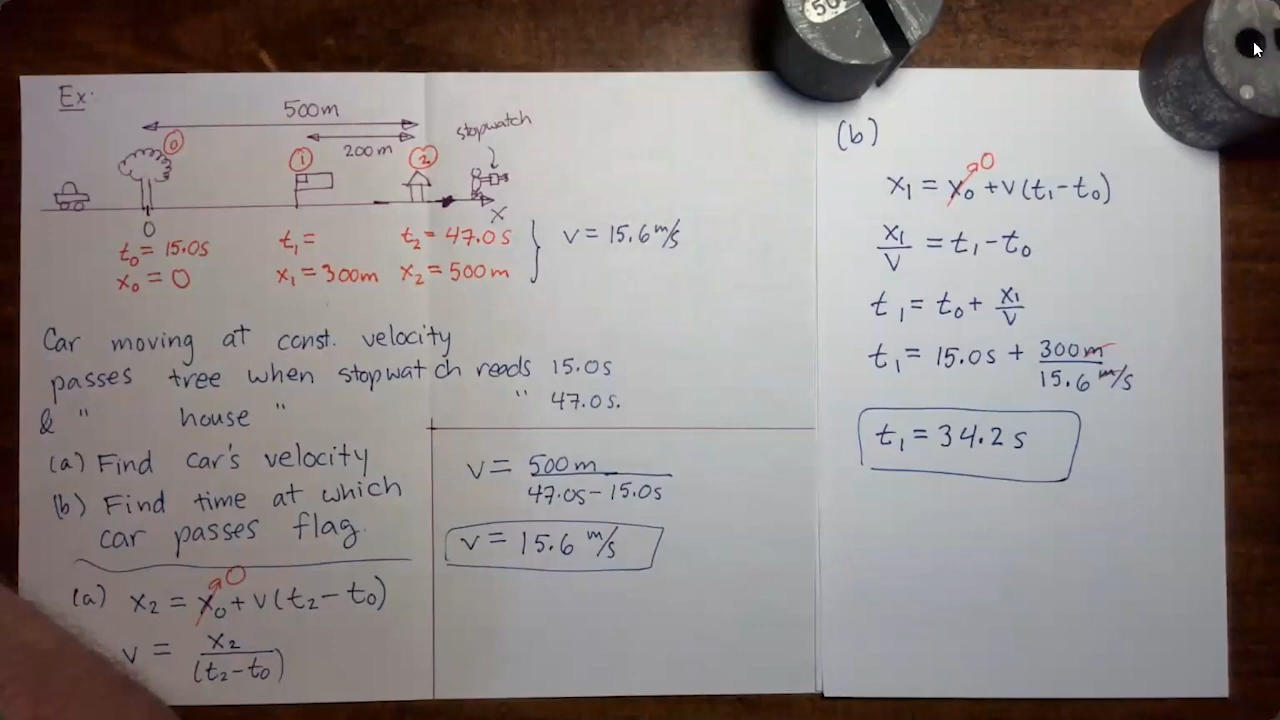 Ex:
500m
200m
stopwatch
0
1
2
0
x
t₀ = 15.0s
t₁ =
t₂ = 47.0s
v = 15.6 m/s
x₀ = 0
x₁ = 300m
x₂ = 500m
Car moving at const. velocity
passes tree when stopwatch reads 15.0s
& " house " " 47.0s.
(a) Find car's velocity
(b) Find time at which
car passes flag.
(a) x₂ = x₀ + v(t₂ - t₀)
0
v = x₂ / (t₂ - t₀)
v = 500m / 47.0s - 15.0s
v = 15.6 m/s
50
(b)
0
x₁ = x₀ + v(t₁ - t₀)
x₁/v = t₁ - t₀
t₁ = t₀ + x₁/v
t₁ = 15.0s + 300m / 15.6 m/s
t₁ = 34.2s